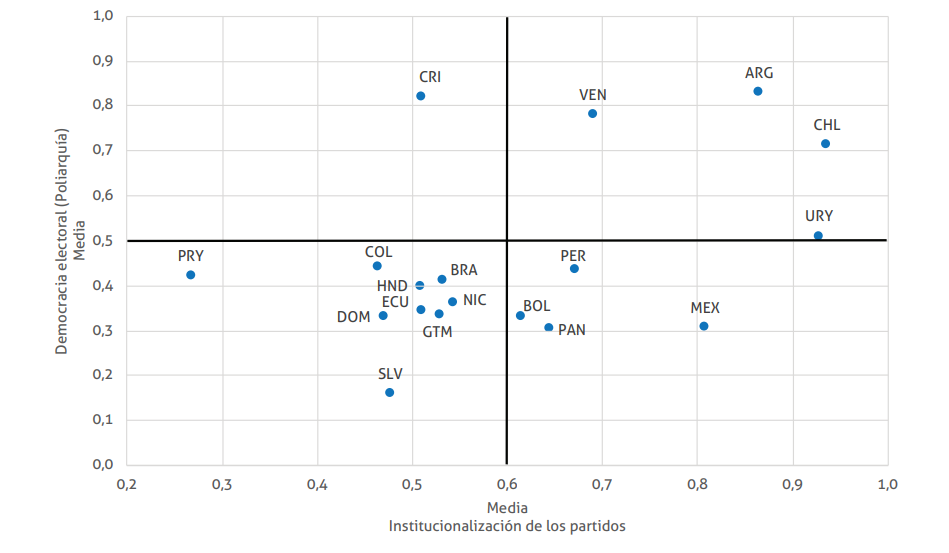 1,0
0,9
0,8
0,7
0,6
0,5
0,4
0,3
0,2
0,1
0,0
Democracia electoral (Poliarquía)
Media
CRI
VEN
ARG
CHL
URY
PRY
COL
HND
BRA
ECU
NIC
DOM
GTM
SLV
PER
BOL
PAN
MEX
0,2 0,3 0,4 0,5 0,6 0,7 0,8 0,9 1,0
Media
Institucionalización de los partidos